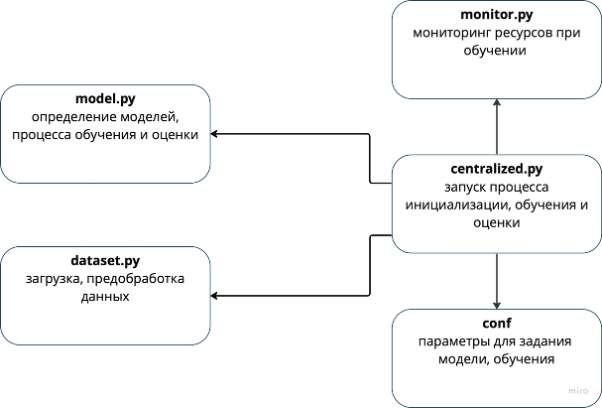 monitor.py
мониторинг ресурсов при
обучении
model.py
определение моделей,
процесса обучения и оценки
centralized.py
запуск процесса
инициализации, обучения и
оценки
dataset.py
загрузка, предобработка
данных
conf
параметры для задания
модели, обучения
miro